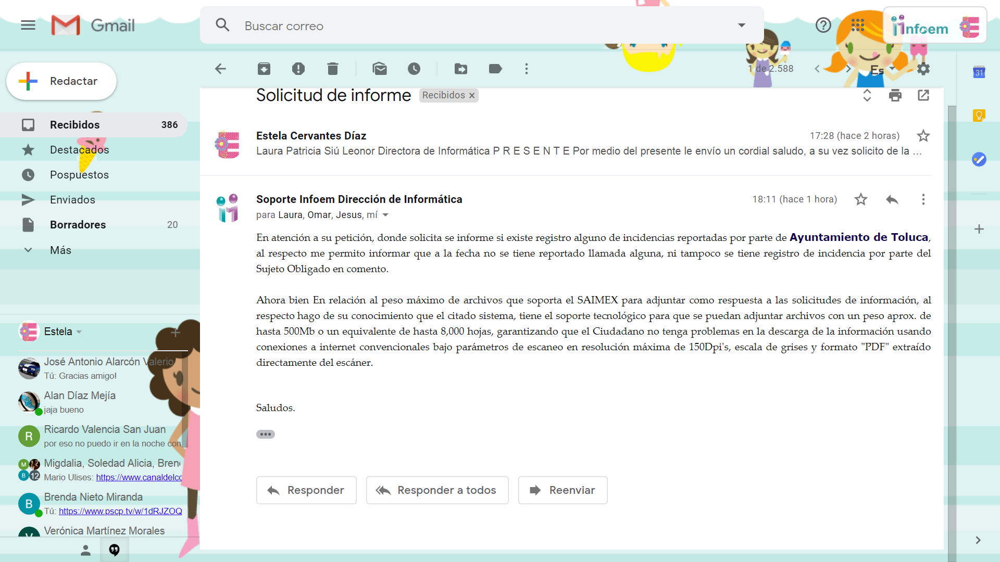 Gmail
Buscar correo
infoem
Redactar
1 de 2.588
Es
31
Solicitud de informe
Recibidos
Recibidos 386
Destacados
Pospuestos
Enviados
Borradores 20
Más
Estela Cervantes Díaz
17:28 (hace 2 horas)
Laura Patricia Siú Leonor Directora de Informática P R E S E N T E Por medio del presente le envío un cordial saludo, a su vez solicito de la ...
Soporte Infoem Dirección de Informática
18:11 (hace 1 hora)
para Laura, Omar, Jesus, mí
En atención a su petición, donde solicita se informe si existe registro alguno de incidencias reportadas por parte de Ayuntamiento de Toluca,
al respecto me permito informar que a la fecha no se tiene reportado llamada alguna, ni tampoco se tiene registro de incidencia por parte del
Sujeto Obligado en comento.
Ahora bien En relación al peso máximo de archivos que soporta el SAIMEX para adjuntar como respuesta a las solicitudes de información, al
respecto hago de su conocimiento que el citado sistema, tiene el soporte tecnológico para que se puedan adjuntar archivos con un peso aprox. de
hasta 500Mb o un equivalente de hasta 8,000 hojas, garantizando que el Ciudadano no tenga problemas en la descarga de la información usando
conexiones a internet convencionales bajo parámetros de escaneo en resolución máxima de 150Dpi's, escala de grises y formato "PDF" extraído
directamente del escáner.
Saludos.
Responder
Responder a todos
Reenviar
Estela
José Antonio Alarcón Valerio
Tú: Gracias amigo!
Alan Díaz Mejía
jaja bueno
R
Ricardo Valencia San Juan
por eso no puedo ir en la noche con
M
B
12
Migdalia, Soledad Alicia, Bren
Mario Ulises: https://www.canaldelcc
B
Brenda Nieto Miranda
Tú: https://www.pscp.tv/w/1dRJZOQ
V
Verónica Martínez Morales